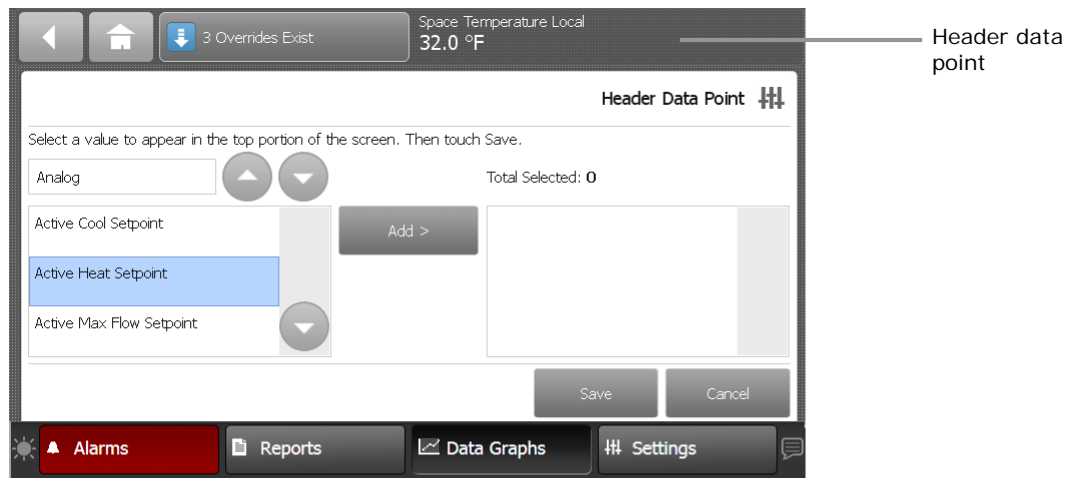 3 Overrides Exist
Space Temperature Local
32.0 °F
Header data
point
Header Data Point
Select a value to appear in the top portion of the screen. Then touch Save.
Analog
Total Selected: 0
Active Cool Setpoint
Add >
Active Heat Setpoint
Active Max Flow Setpoint
Save
Cancel
Alarms
Reports
Data Graphs
Settings